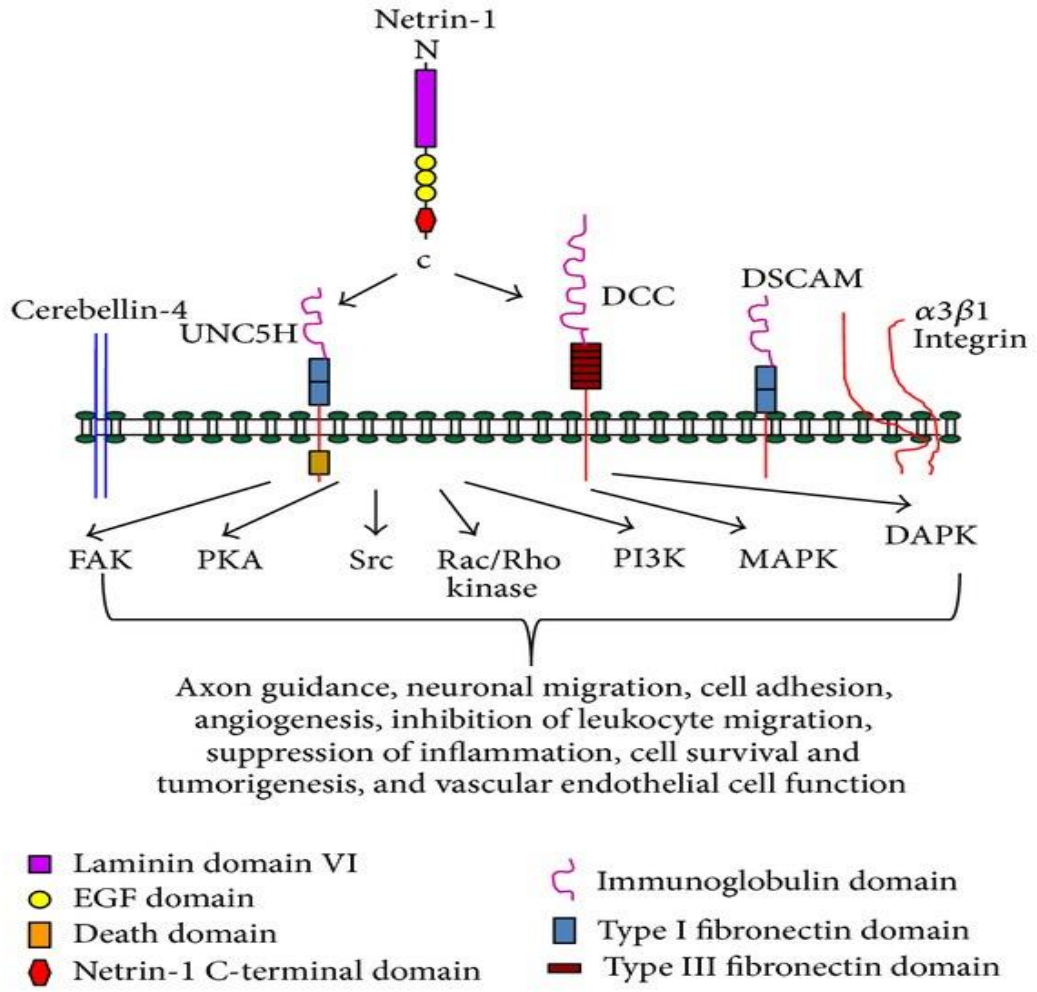 Netrin-1
N
c
Cerebellin-4
UNC5H
DCC
DSCAM
α3β1
Integrin
FAK
PKA
Src
Rac/Rho
kinase
PI3K
MAPK
DAPK
Axon guidance, neuronal migration, cell adhesion,
angiogenesis, inhibition of leukocyte migration,
suppression of inflammation, cell survival and
tumorigenesis, and vascular endothelial cell function
Laminin domain VI
EGF domain
Death domain
Netrin-1 C-terminal domain
Immunoglobulin domain
Type I fibronectin domain
Type III fibronectin domain